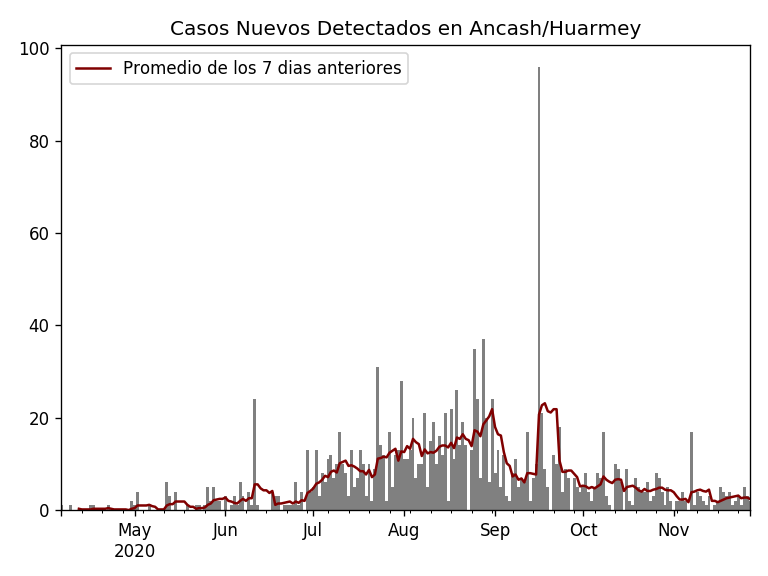 Casos Nuevos Detectados en Ancash/Huarmey
Promedio de los 7 dias anteriores
100
80
60
40
20
0
May Jun Jul Aug Sep Oct Nov
2020